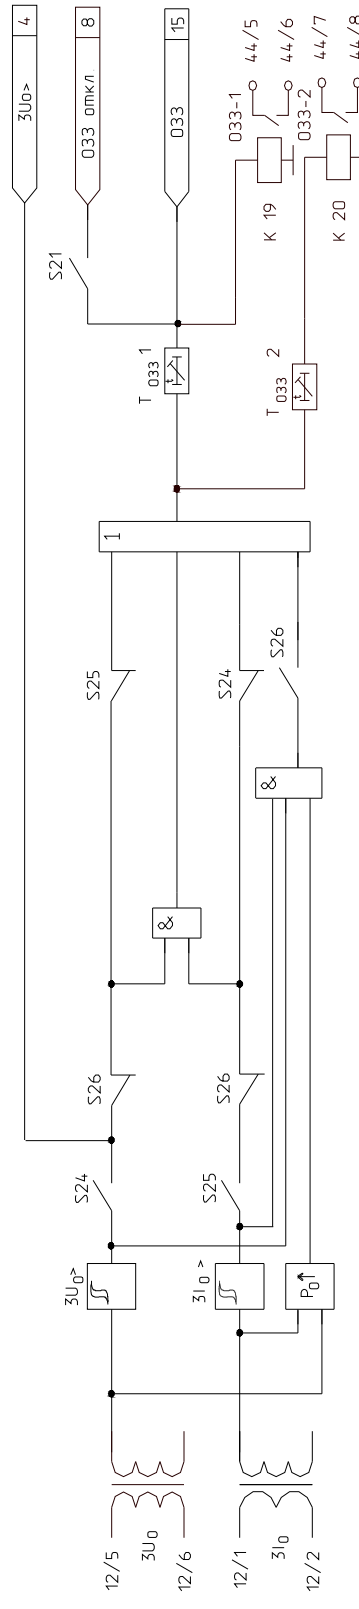 4
3Uo>
8
ОЗЗ откл
15
ОЗЗ
ОЗЗ-1
44/5
44/6
ОЗЗ-2
44/7
44/8
К 19
К 20
S21
T ОЗЗ 1
t
T ОЗЗ 2
t
1
S25
S24
S26
&
&
S26
S26
S24
S25
3U0>
3I0 >
P0↑
12/5
3U0
12/6
12/1
3I0
12/2